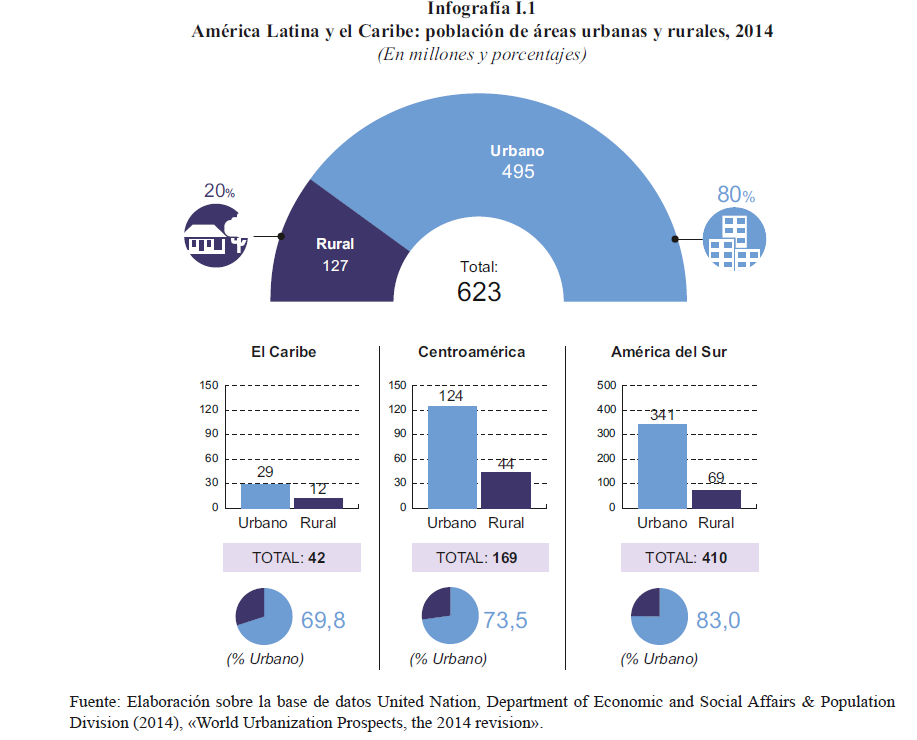 Infografía I.1
América Latina y el Caribe: población de áreas urbanas y rurales, 2014
(En millones y porcentajes)
Urbano
495
20%
80%
Rural
127
Total:
623
El Caribe
150
120
90
60
30
0
29
12
Urbano Rural
TOTAL: 42
69,8
(% Urbano)
Centroamérica
150
120
90
60
30
0
124
44
Urbano Rural
TOTAL: 169
73,5
(% Urbano)
América del Sur
500
400
300
200
100
0
341
69
Urbano Rural
TOTAL: 410
83,0
(% Urbano)
Fuente: Elaboración sobre la base de datos United Nation, Department of Economic and Social Affairs & Population
Division (2014), «World Urbanization Prospects, the 2014 revision».